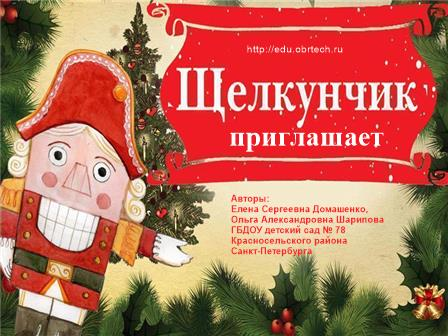 http://edu.obrtech.ru
Щелкунчик
приглашает
Авторы:
Елена Сергеевна Домашенко,
Ольга Александровна Шарипова
ГБДОУ детский сад № 78
Красносельского района
Санкт-Петербурга